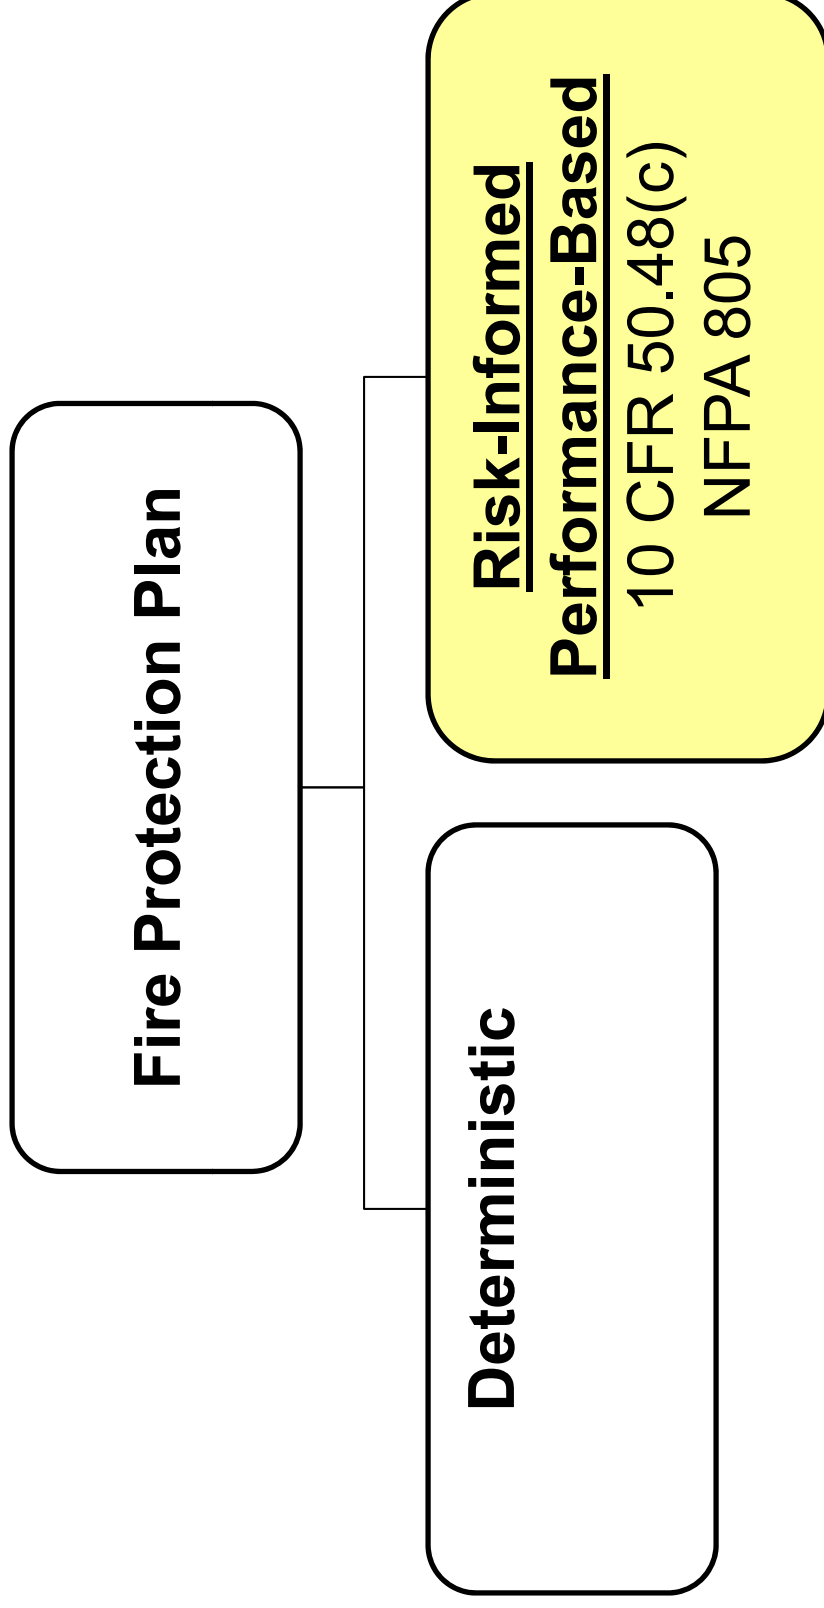 Fire Protection Plan
Deterministic
Risk-Informed
Performance-Based
10 CFR 50.48(c)
NFPA 805